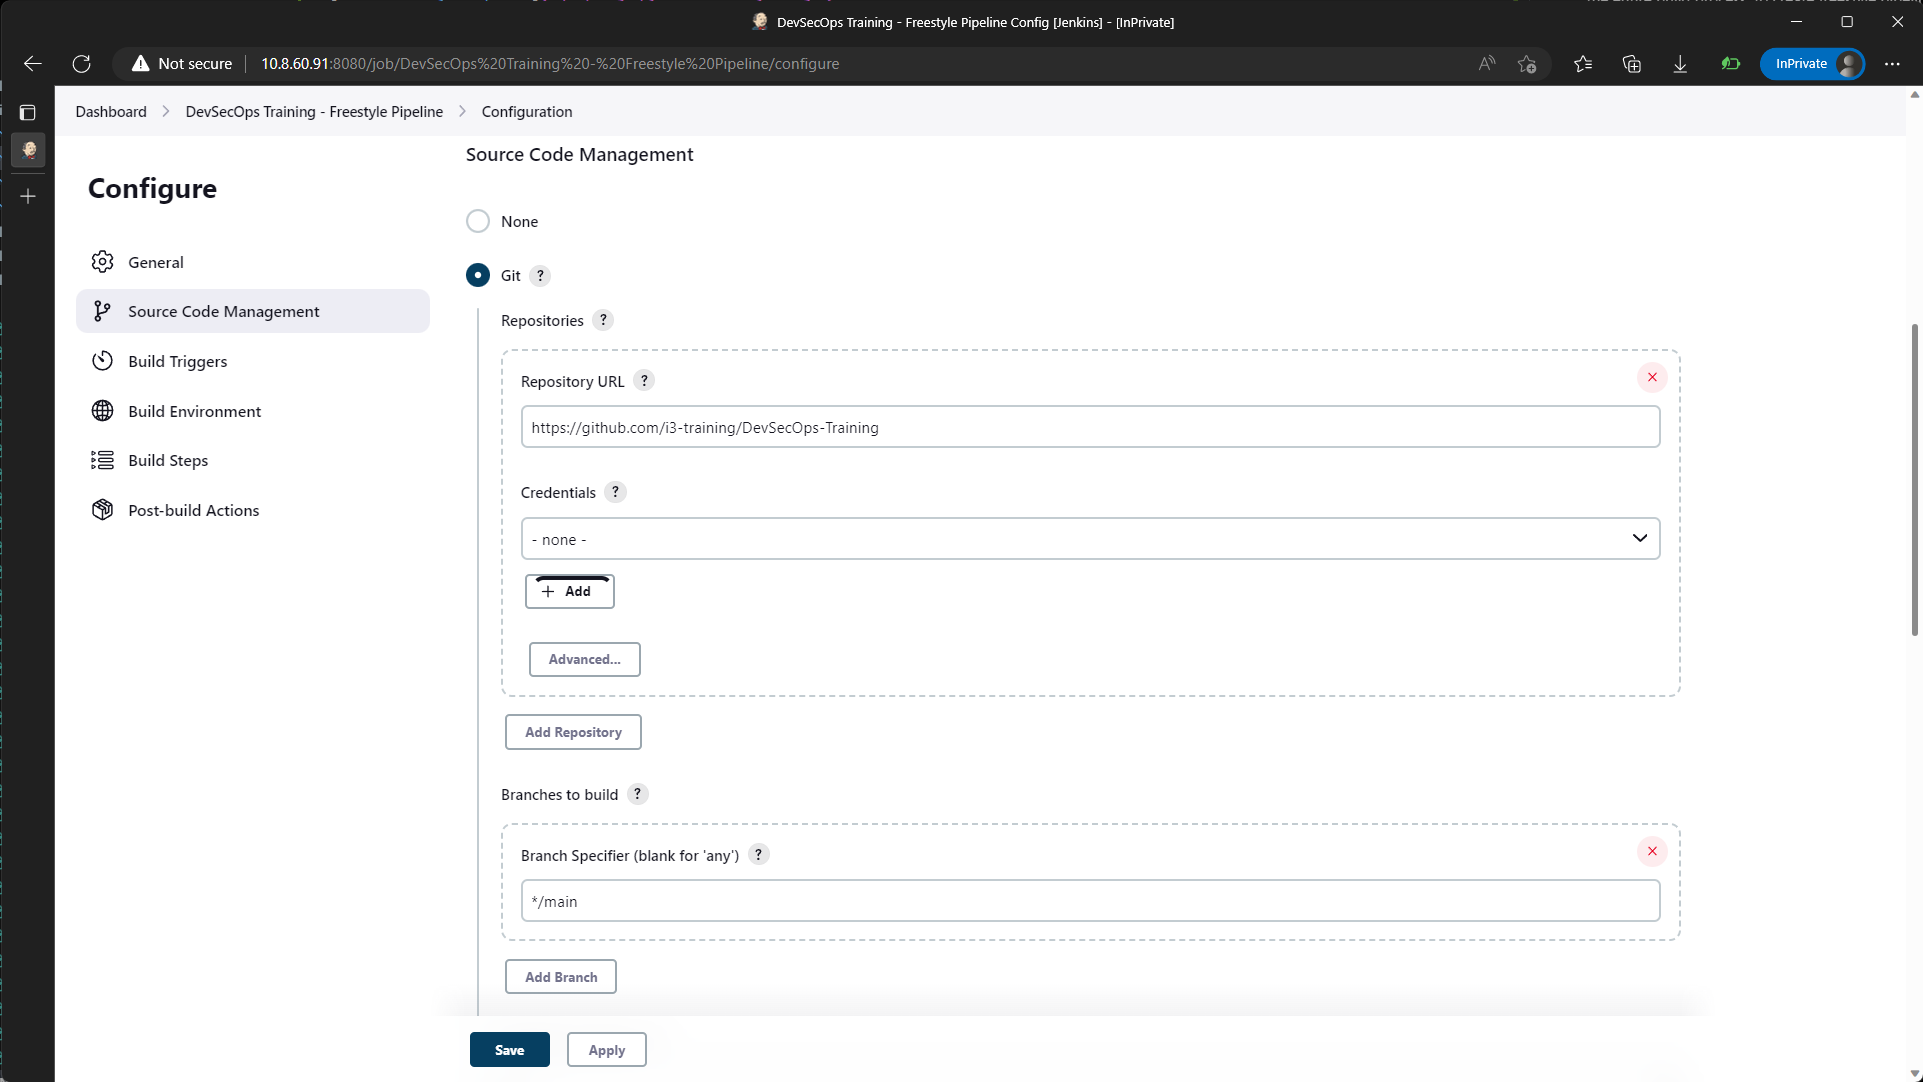 DevSecOps Training - Freestyle Pipeline Config [Jenkins] - [InPrivate]
Not secure
10.8.60.91:8080/job/DevSecOps%20Training%20-%20Freestyle%20Pipeline/configure
InPrivate
Dashboard
DevSecOps Training - Freestyle Pipeline
Configuration
Configure
General
Source Code Management
Build Triggers
Build Environment
Build Steps
Post-build Actions
Source Code Management
None
Git ?
Repositories ?
Repository URL ?
https://github.com/i3-training/DevSecOps-Training
Credentials ?
- none -
+ Add
Advanced...
Add Repository
Branches to build ?
Branch Specifier (blank for 'any') ?
*/main
Add Branch
Save
Apply